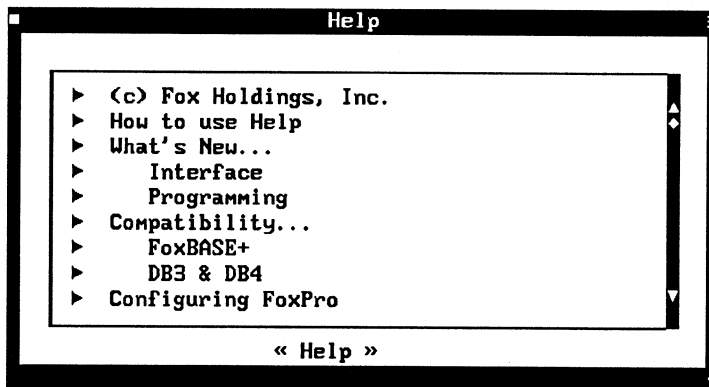 Help
(c) Fox Holdings, Inc.
How to use Help
What's New...
Interface
Programming
Compatibility...
FoxBASE+
DB3 & DB4
Configuring FoxPro
« Help »